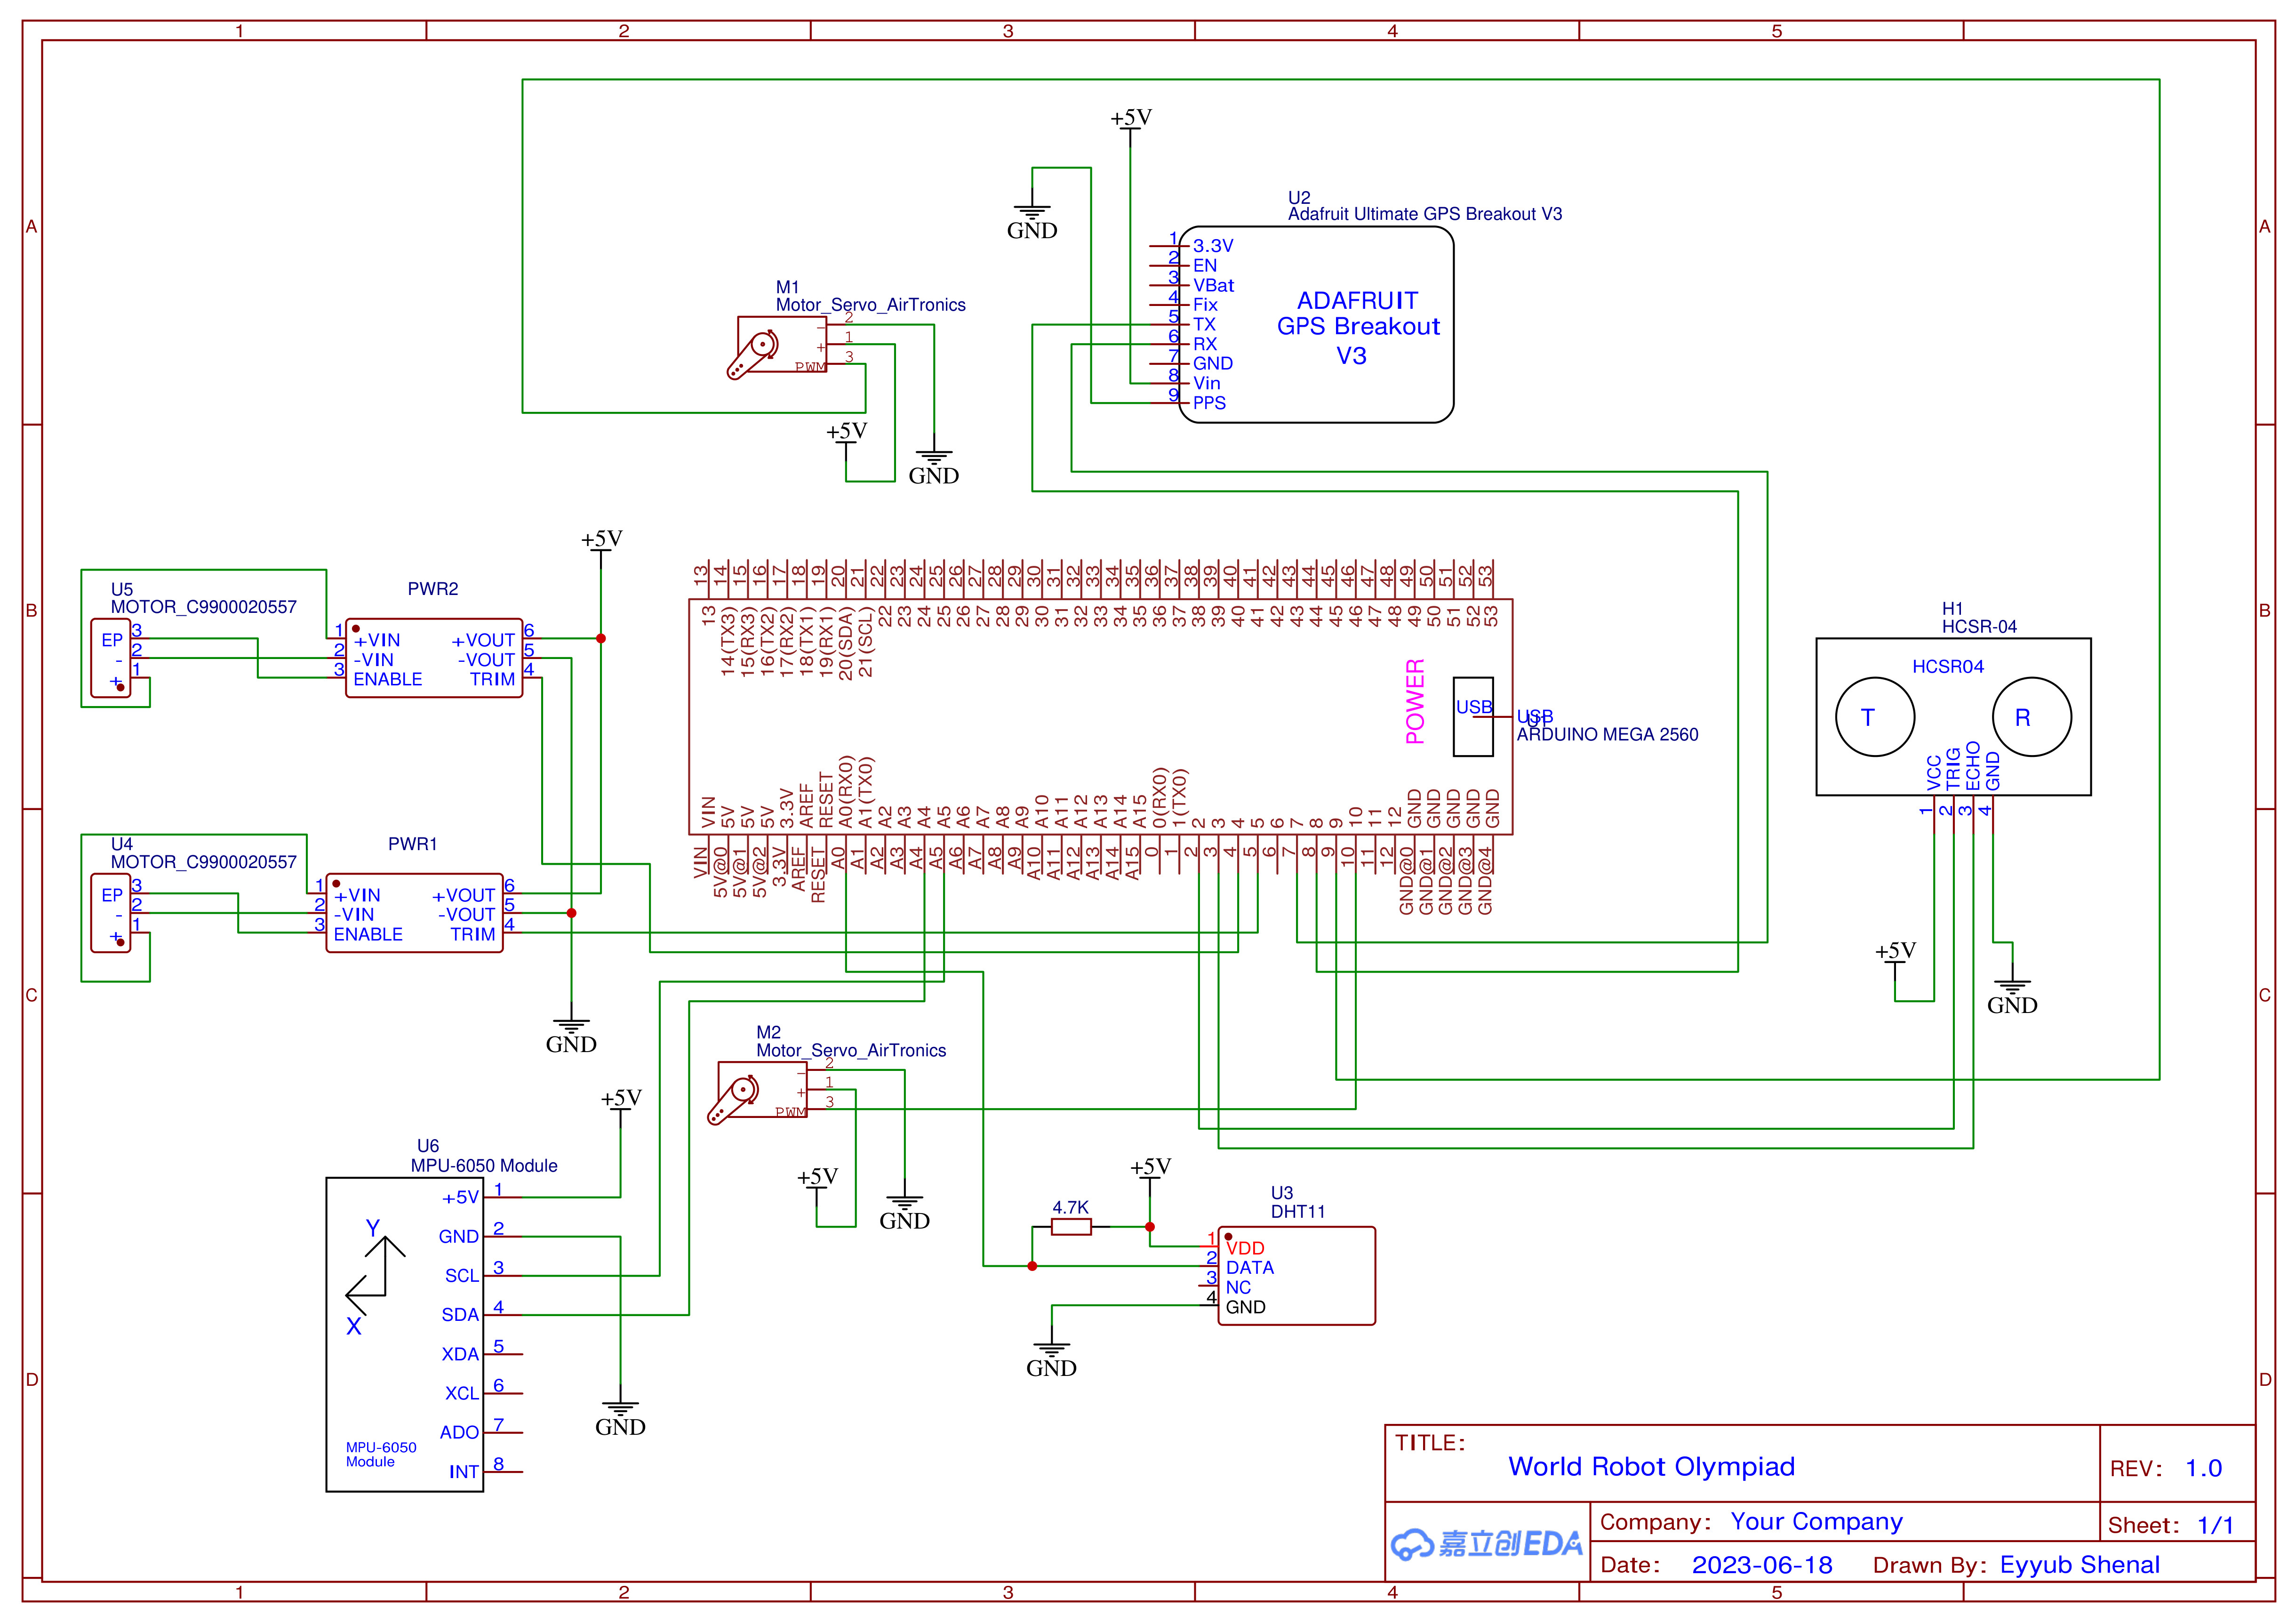 1 2 3 4 5
A
B
C
D
A
B
C
D
+5V
GND
U2
Adafruit Ultimate GPS Breakout V3
1 3.3V
2 EN
3 VBat
4 Fix
5 TX
6 RX
7 GND
8 Vin
9 PPS
ADAFRUIT
GPS Breakout
V3
M1
Motor_Servo_AirTronics
- 2
+ 1
PWM 3
+5V
GND
+5V
U5
MOTOR_C9900020557
EP 3
- 2
+ 1
PWR2
1 +VIN
2 -VIN
3 ENABLE
+VOUT 6
-VOUT 5
TRIM 4
13 14 15 16 17 18 19 20 21 22 23 24 25 26 27 28 29 30 31 32 33 34 35 36 37 38 39 40 41 42 43 44 45 46 47 48 49 50 51 52 53
13 14(TX3) 15(RX3) 16(TX2) 17(RX2) 18(TX1) 19(RX1) 20(SDA) 21(SCL) 22 23 24 25 26 27 28 29 30 31 32 33 34 35 36 37 38 39 40 41 42 43 44 45 46 47 48 49 50 51 52 53
POWER
USB
USB
U1
ARDUINO MEGA 2560
VIN 5V 5V 5V 3.3V AREF RESET A0(RX0) A1(TX0) A2 A3 A4 A5 A6 A7 A8 A9 A10 A11 A12 A13 A14 A15 0(RX0) 1(TX0) 2 3 4 5 6 7 8 9 10 11 12 GND GND GND GND GND
VIN 5V@0 5V@1 5V@2 3.3V AREF RESET A0 A1 A2 A3 A4 A5 A6 A7 A8 A9 A10 A11 A12 A13 A14 A15 0 1 2 3 4 5 6 7 8 9 10 11 12 GND@0 GND@1 GND@2 GND@3 GND@4
H1
HCSR-04
HCSR04
T R
VCC TRIG ECHO GND
1 2 3 4
+5V
GND
U4
MOTOR_C9900020557
EP 3
- 2
+ 1
PWR1
1 +VIN
2 -VIN
3 ENABLE
+VOUT 6
-VOUT 5
TRIM 4
GND
M2
Motor_Servo_AirTronics
- 2
+ 1
PWM 3
+5V
GND
+5V
U6
MPU-6050 Module
+5V 1
GND 2
SCL 3
SDA 4
XDA 5
XCL 6
ADO 7
INT 8
Y
X
MPU-6050
Module
GND
+5V
4.7K
U3
DHT11
1 VDD
2 DATA
3 NC
4 GND
GND
TITLE:
World Robot Olympiad
REV: 1.0
嘉立创EDA
Company: Your Company
Sheet: 1/1
Date: 2023-06-18 Drawn By: Eyyub Shenal
1 2 3 4 5